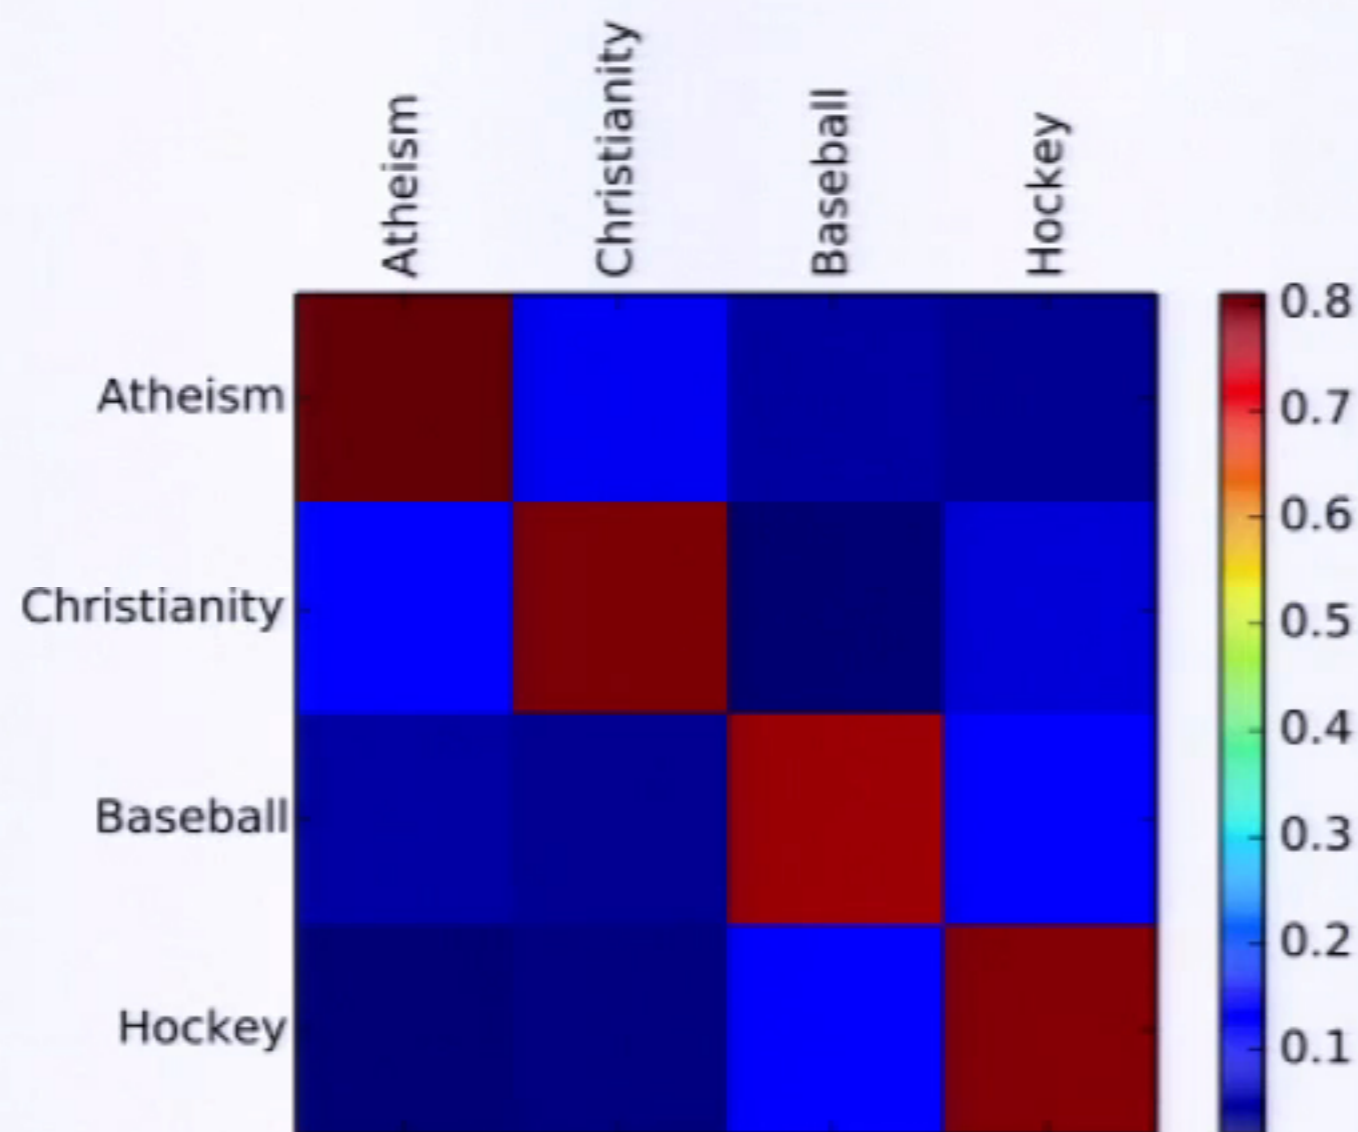 Atheism
Christianity
Baseball
Hockey
0.8
Atheism
0.7
0.6
Christianity
0.5
0.4
Baseball
0.3
0.2
Hockey
0.1